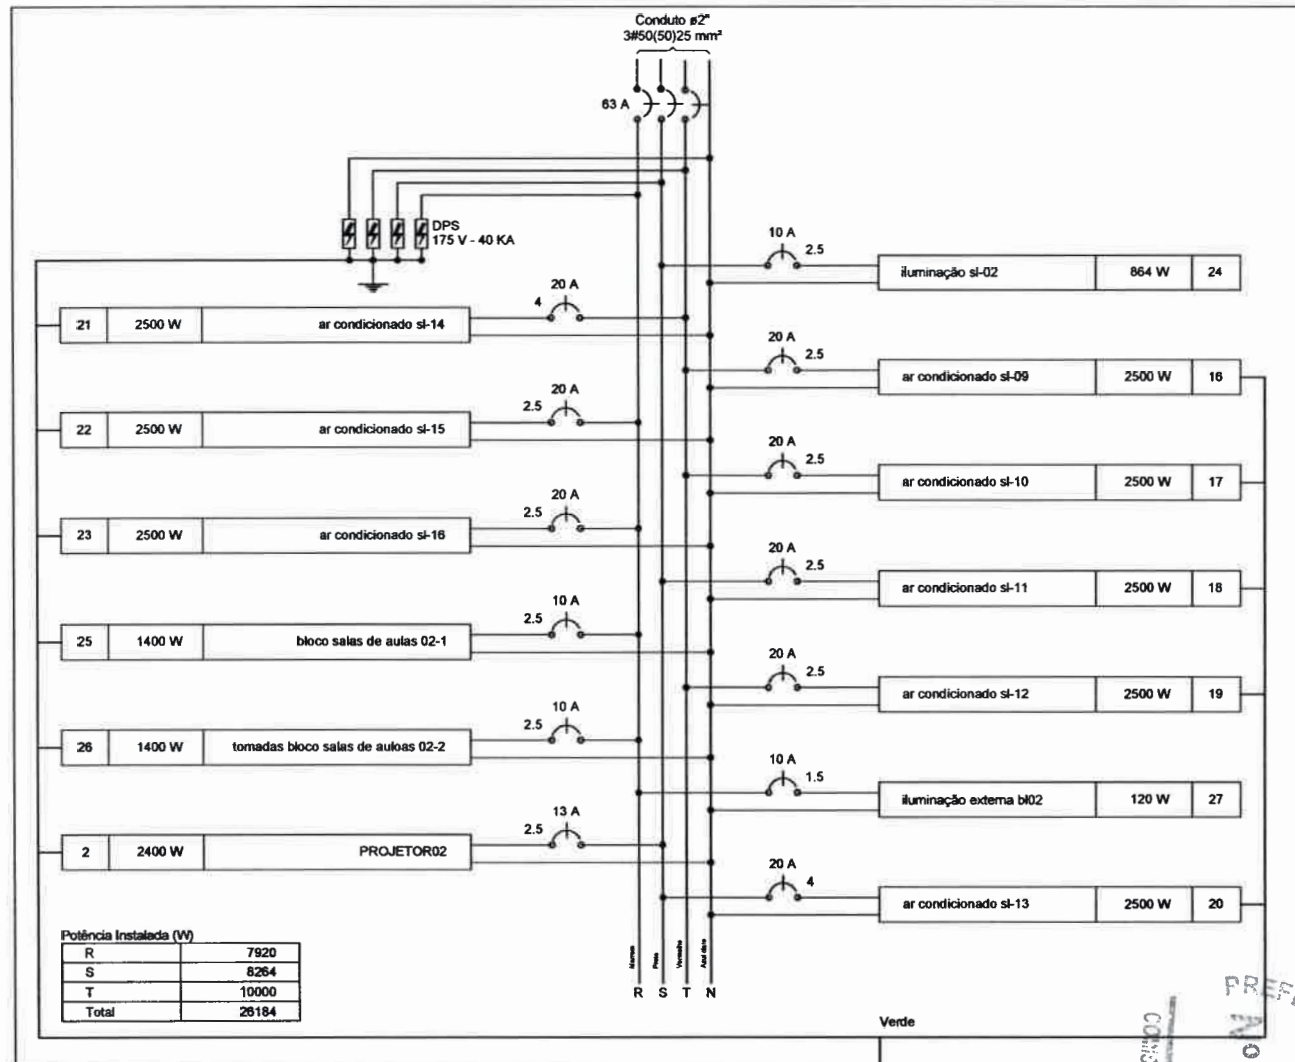 Conduto ø2"
3#50(50)25 mm²
63 A
DPS
175 V - 40 KA
10 A
2.5
iluminação sl-02 864 W 24
20 A
4
21 2500 W ar condicionado sl-14
20 A
2.5
ar condicionado sl-09 2500 W 16
20 A
2.5
22 2500 W ar condicionado sl-15
20 A
2.5
ar condicionado sl-10 2500 W 17
20 A
2.5
23 2500 W ar condicionado sl-16
20 A
2.5
ar condicionado sl-11 2500 W 18
10 A
2.5
25 1400 W bloco salas de aulas 02-1
20 A
2.5
ar condicionado sl-12 2500 W 19
10 A
2.5
26 1400 W tomadas bloco salas de auloas 02-2
10 A
1.5
iluminação externa bl02 120 W 27
13 A
2.5
2 2400 W PROJETOR02
20 A
4
ar condicionado sl-13 2500 W 20
Potência Instalada (W)
R 7920
S 8264
T 10000
Total 26184
Marrom
Preto
Vermelho
Azul claro
R S T N
Verde